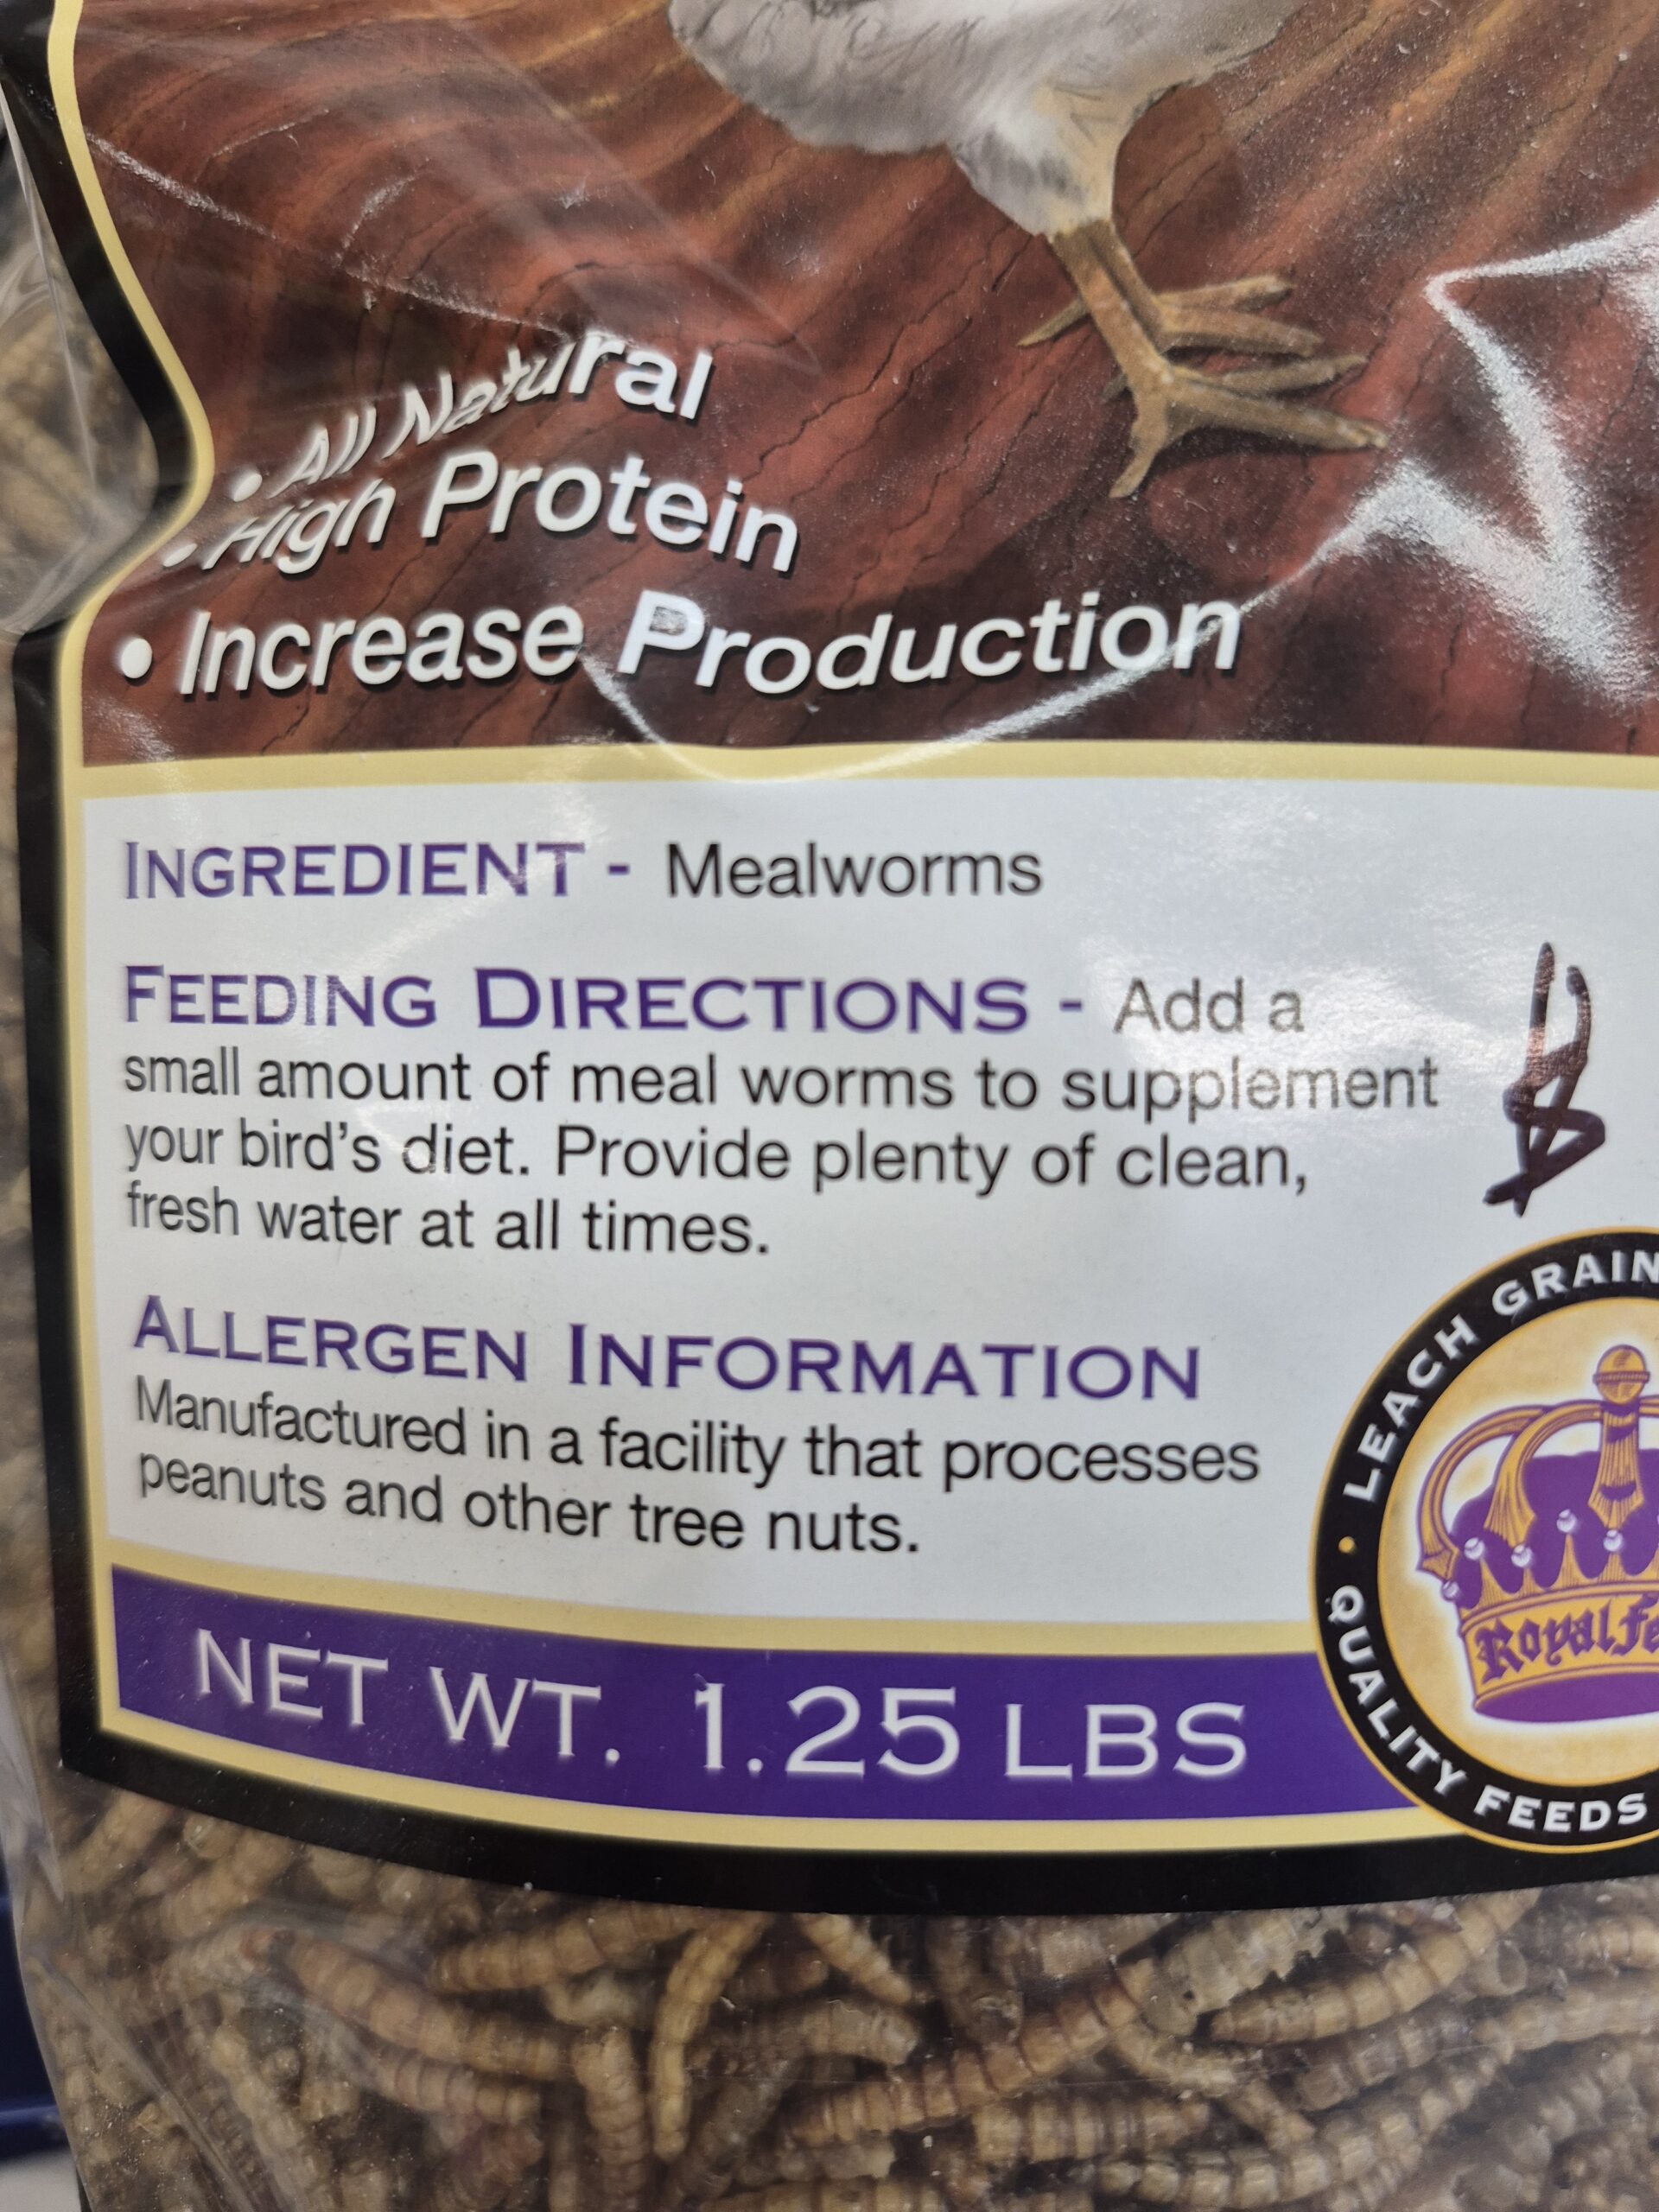 • All Natural
• High Protein
• Increase Production
INGREDIENT - Mealworms
FEEDING DIRECTIONS - Add a
small amount of meal worms to supplement
your bird's diet. Provide plenty of clean,
fresh water at all times.
$
ALLERGEN INFORMATION
Manufactured in a facility that processes
peanuts and other tree nuts.
NET WT. 1.25 LBS
• LEACH GRAIN
Royal
QUALITY FEEDS